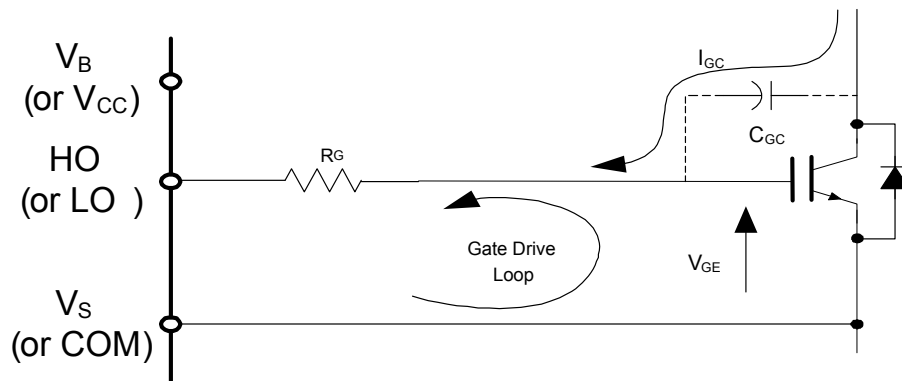 V_B
(or V_CC)
HO
(or LO )
V_S
(or COM)
R_G
I_GC
C_GC
Gate Drive
Loop
V_GE